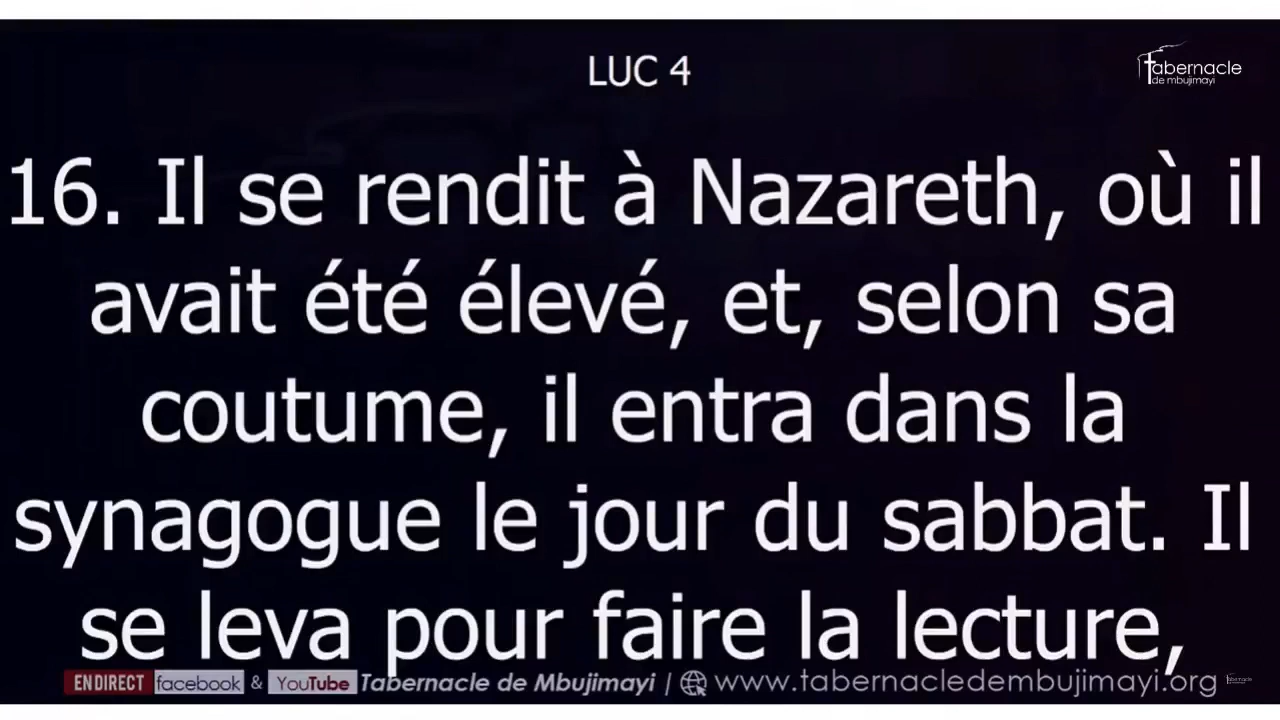 LUC 4
Tabernacle
de mbujimayi
16. Il se rendit à Nazareth, où il
avait été élevé, et, selon sa
coutume, il entra dans la
synagogue le jour du sabbat. Il
se leva pour faire la lecture,
EN DIRECT facebook & YouTube Tabernacle de Mbujimayi | www.tabernacledembujimayi.org